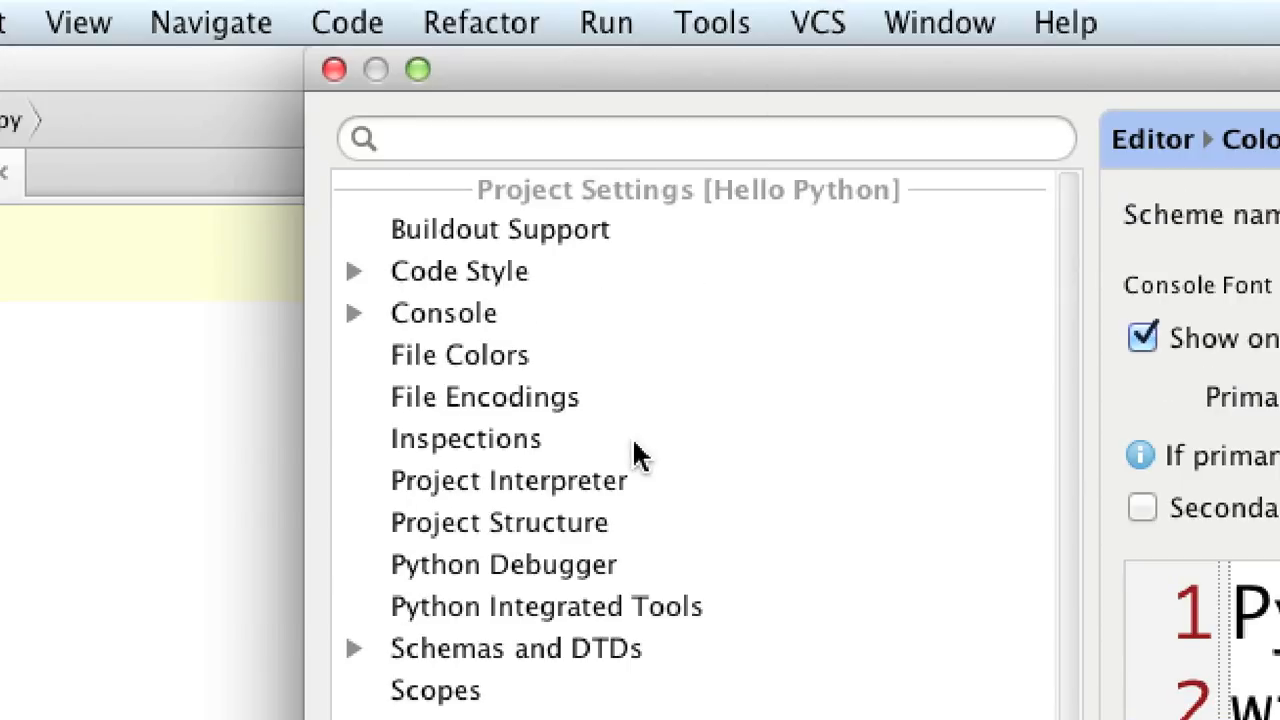 View Navigate Code Refactor Run Tools VCS Window Help
py
Project Settings [Hello Python]
Buildout Support
Code Style
Console
File Colors
File Encodings
Inspections
Project Interpreter
Project Structure
Python Debugger
Python Integrated Tools
Schemas and DTDs
Scopes
Editor Colo
Scheme nam
Console Font
Show on
Prima
If primar
Seconda
1 Py
2 w